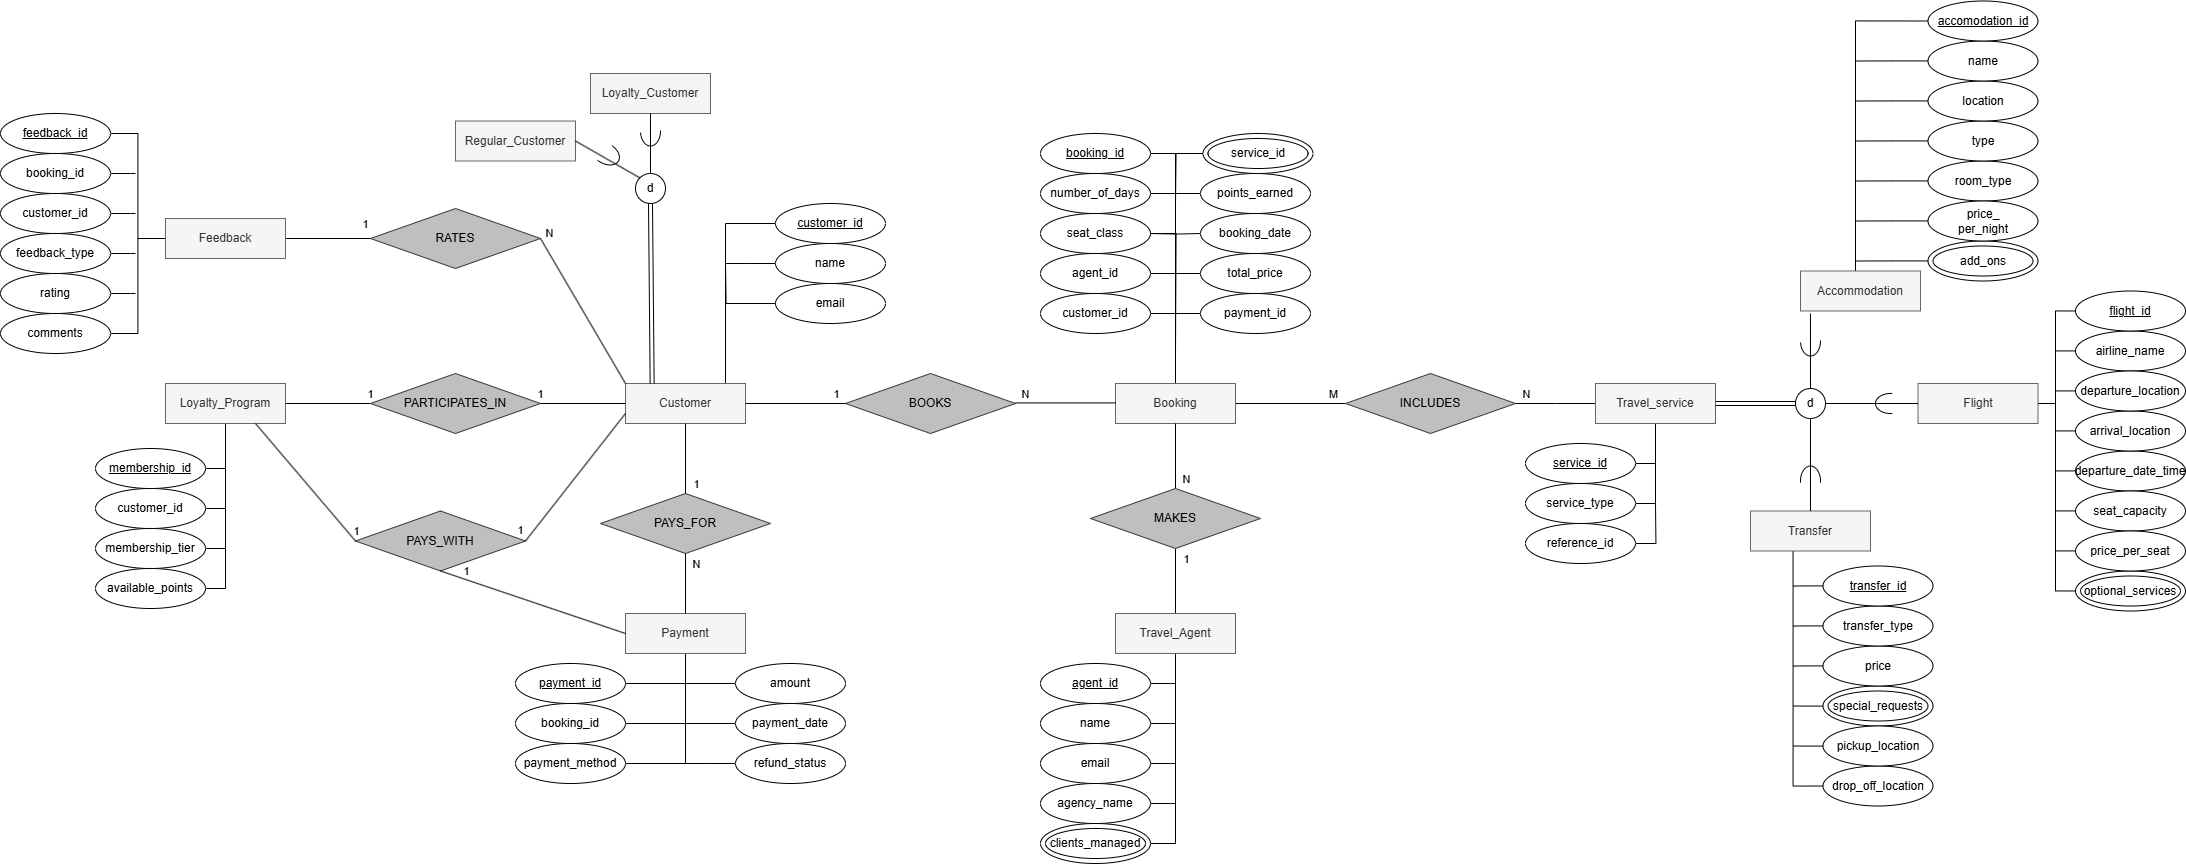 accomodation_id
name
location
type
room_type
price_
per_night
add_ons
Accommodation
Loyalty_Customer
Regular_Customer
d
feedback_id
booking_id
customer_id
feedback_type
rating
comments
Feedback
1
RATES
N
customer_id
name
email
booking_id
number_of_days
seat_class
agent_id
customer_id
service_id
points_earned
booking_date
total_price
payment_id
Loyalty_Program
1
PARTICIPATES_IN
1
Customer
1
BOOKS
N
Booking
M
INCLUDES
N
Travel_service
d
Flight
flight_id
airline_name
departure_location
arrival_location
departure_date_time
seat_capacity
price_per_seat
optional_services
membership_id
customer_id
membership_tier
available_points
1
PAYS_WITH
1
1
1
PAYS_FOR
N
N
MAKES
1
service_id
service_type
reference_id
Transfer
transfer_id
transfer_type
price
special_requests
pickup_location
drop_off_location
Payment
payment_id
booking_id
payment_method
amount
payment_date
refund_status
Travel_Agent
agent_id
name
email
agency_name
clients_managed